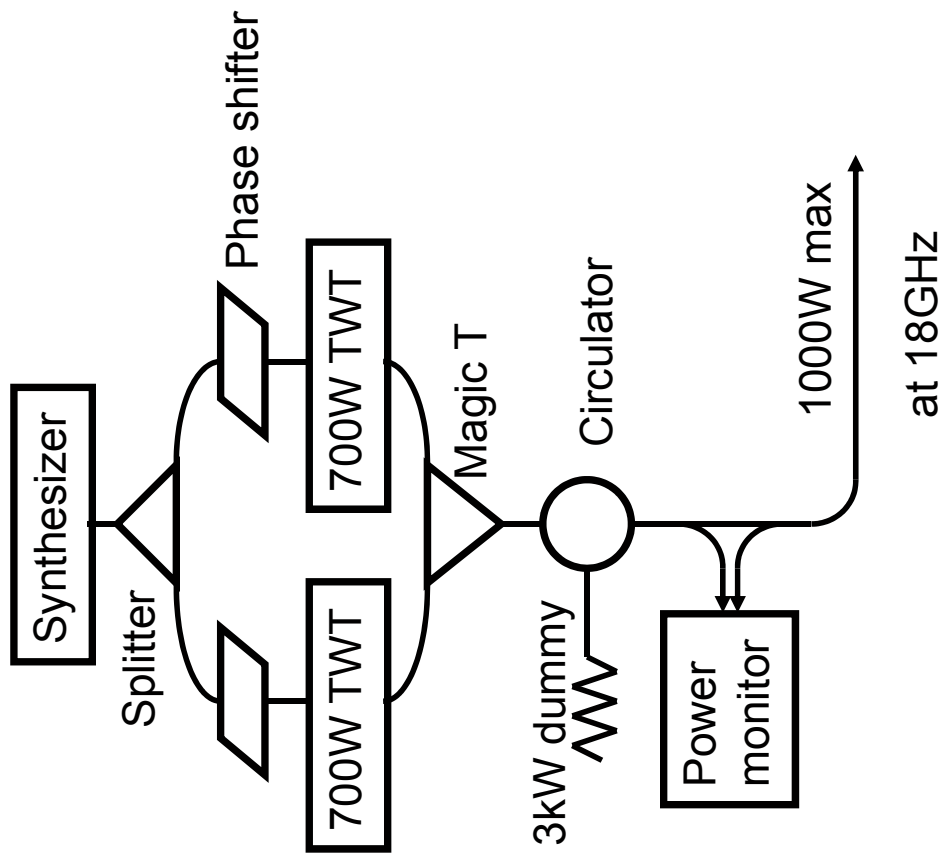 Synthesizer
Splitter
Phase shifter
700W TWT
700W TWT
Magic T
Circulator
3kW dummy
Power
monitor
1000W max
at 18GHz